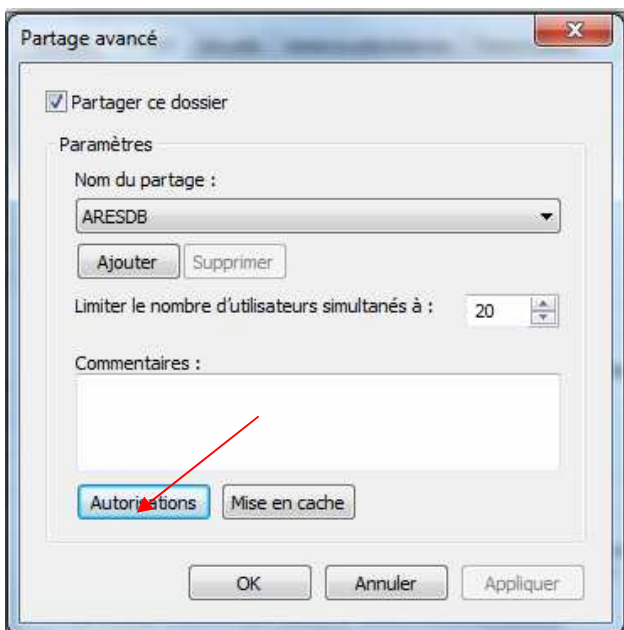 Partage avancé
Partager ce dossier
Paramètres
Nom du partage :
ARESDB
Ajouter Supprimer
Limiter le nombre d'utilisateurs simultanés à : 20
Commentaires :
Autorisations Mise en cache
OK Annuler Appliquer